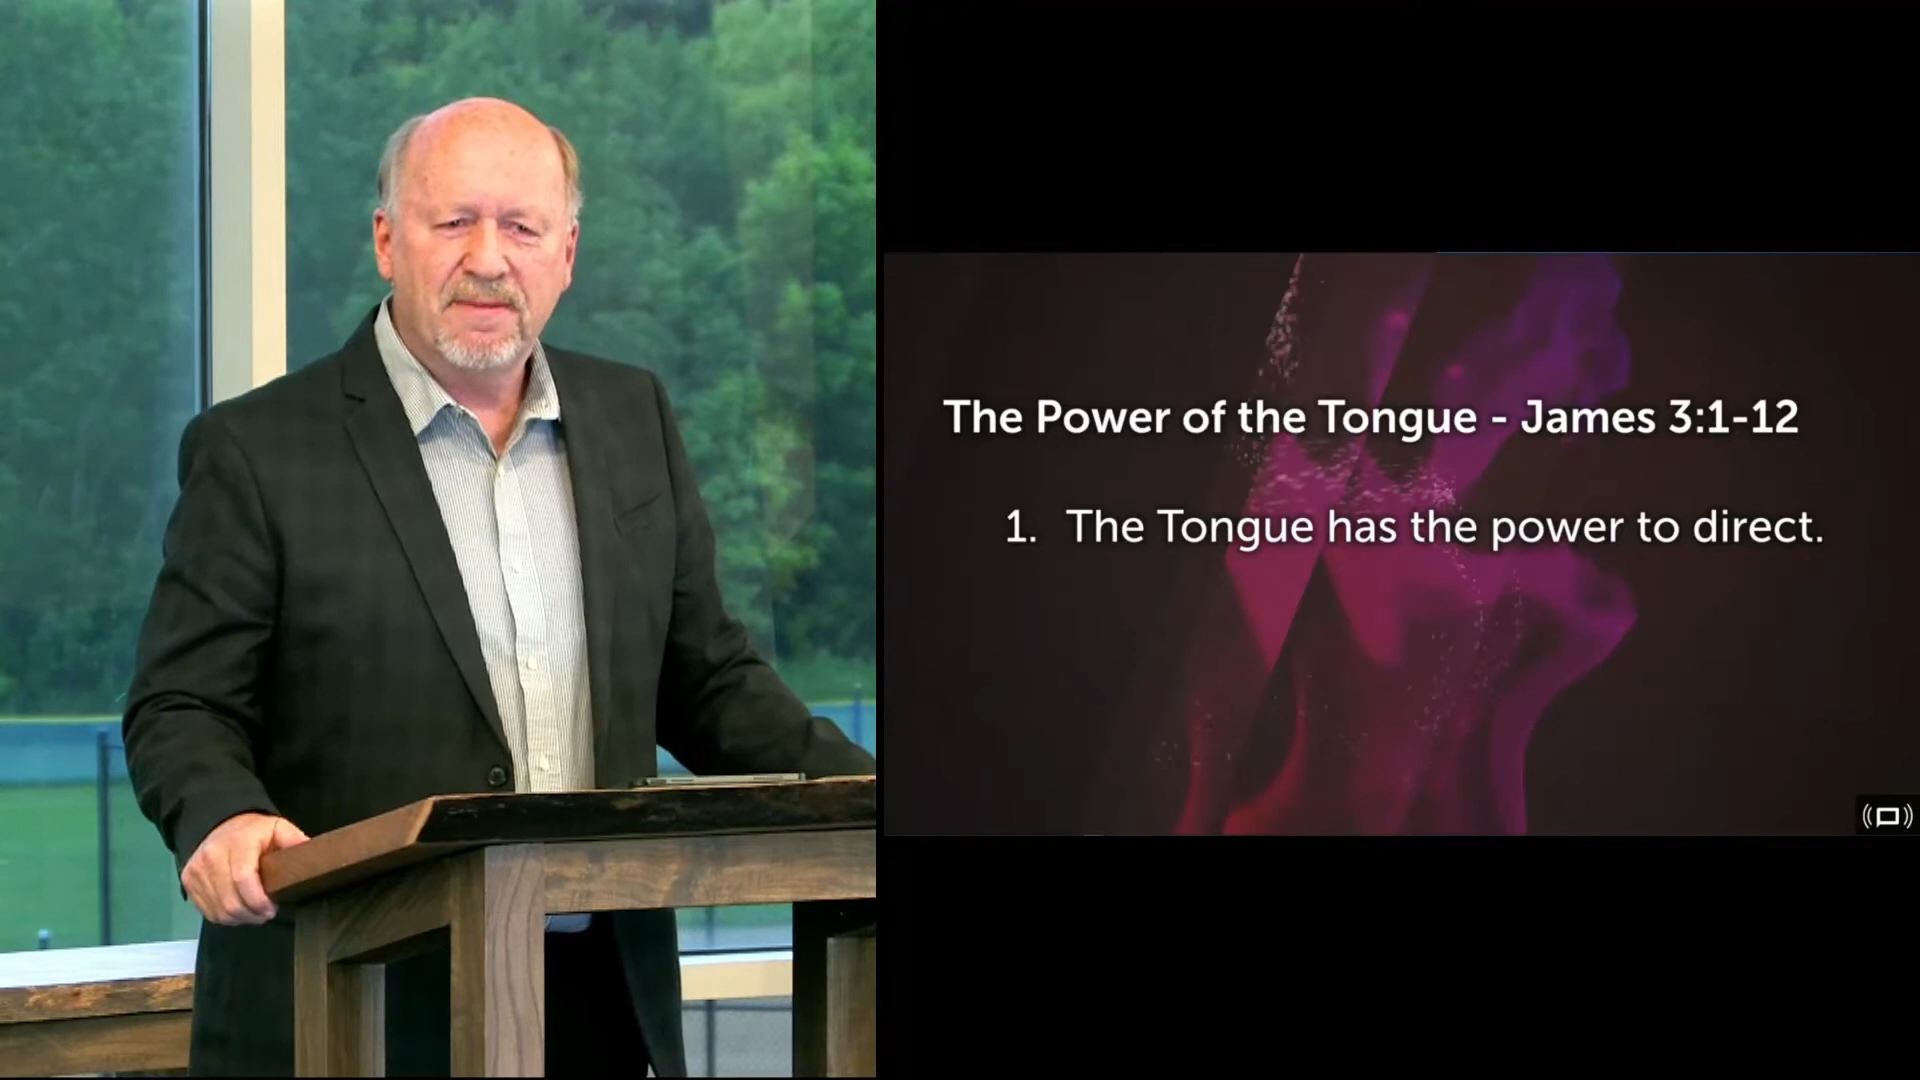 The Power of the Tongue - James 3:1-12
1. The Tongue has the power to direct.